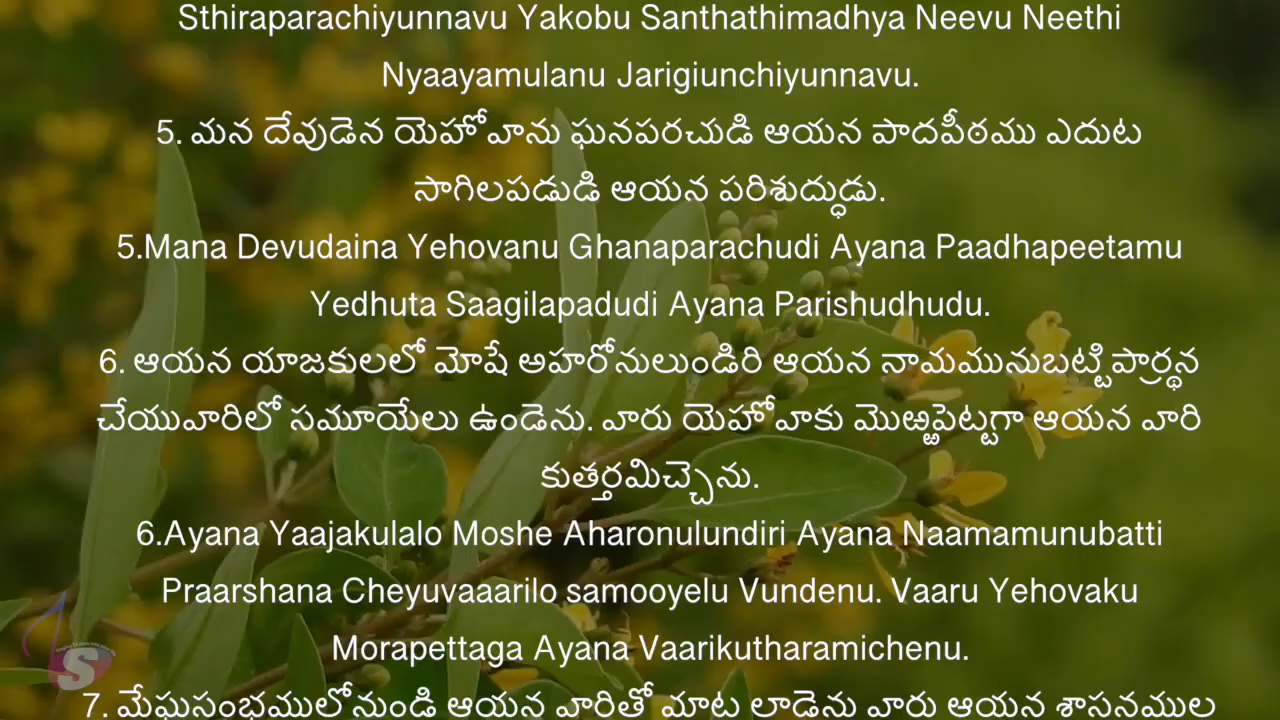 Sthiraparachiyunnavu Yakobu Santhathimadhya Neevu Neethi
Nyaayamulanu Jarigiunchiyunnavu.
5. మన దేవుడెన యెహోవాను ఘనపరచుడి ఆయన పాదపీఠము ఎదుట
సాగిలపడుడి ఆయన పరిశుద్ధుడు.
5.Mana Devudaina Yehovanu Ghanaparachudi Ayana Paadhapeetamu
Yedhuta Saagilapadudi Ayana Parishudhudu.
6. ఆయన యాజకులలో మోషే అహరోనులుండిరి ఆయన నామమునుబట్టిపార్ర్థన
చేయువారిలో సమూయేలు ఉండెను. వారు యెహోవాకు మొఱ్ఱపెట్టగా ఆయన వారి
కుతర్తరమిచ్చెను.
6.Ayana Yaajakulalo Moshe Aharonulundiri Ayana Naamamunubatti
Praarshana Cheyuvaaarilo samooyelu Vundenu. Vaaru Yehovaku
Morapettaga Ayana Vaarikutharamichenu.
7. మేఘసంభములోనుండి ఆయన వారితో మాట లాడెను వారు ఆయన శాసనముల
S